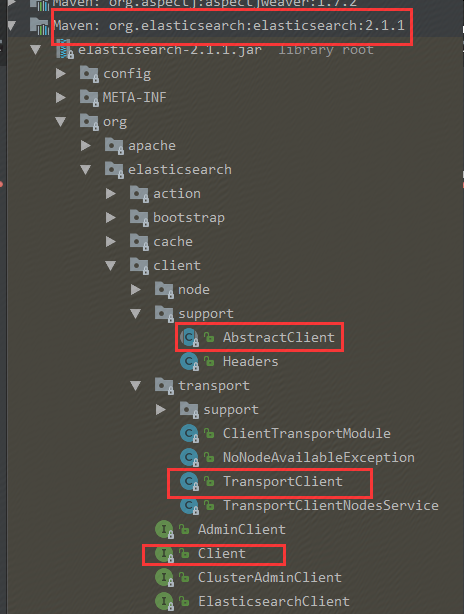 Maven: org.aspectj:aspectjweaver:1.7.2
Maven: org.elasticsearch:elasticsearch:2.1.1
elasticsearch-2.1.1.jar library root
config
META-INF
org
apache
elasticsearch
action
bootstrap
cache
client
node
support
AbstractClient
Headers
transport
support
ClientTransportModule
NoNodeAvailableException
TransportClient
TransportClientNodesService
AdminClient
Client
ClusterAdminClient
ElasticsearchClient